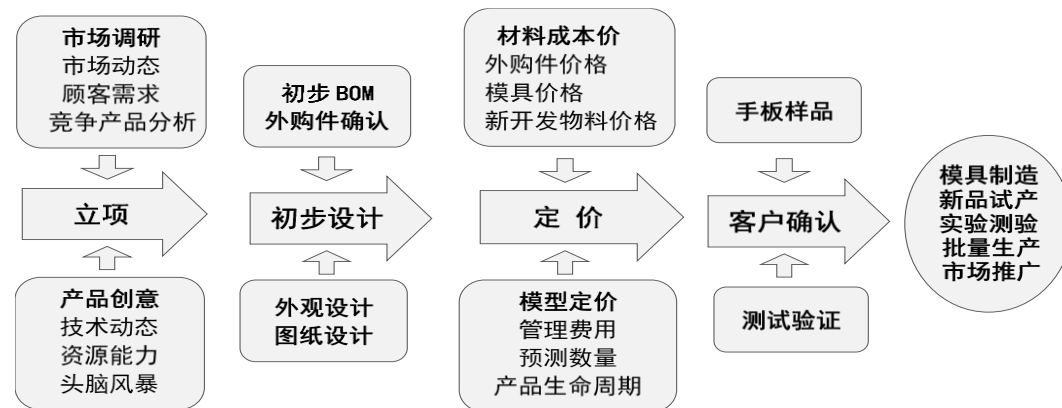 市场调研
市场动态
顾客需求
竞争产品分析
立项
产品创意
技术动态
资源能力
头脑风暴
初步 BOM
外购件确认
初步设计
外观设计
图纸设计
材料成本价
外购件价格
模具价格
新开发物料价格
定 价
模型定价
管理费用
预测数量
产品生命周期
手板样品
客户确认
测试验证
模具制造
新品试产
实验测验
批量生产
市场推广